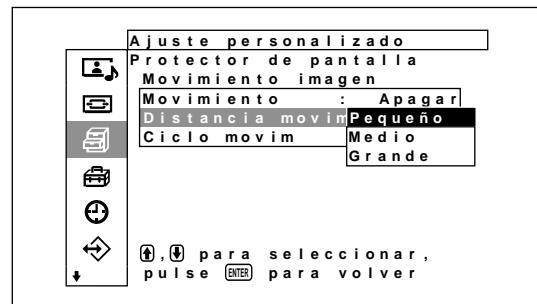 Ajuste personalizado
Protector de pantalla
Movimiento imagen
Movimiento : Apagar
Distancia movim Pequeño
Ciclo movim Medio
Grande
, para seleccionar,
pulse ENTER para volver